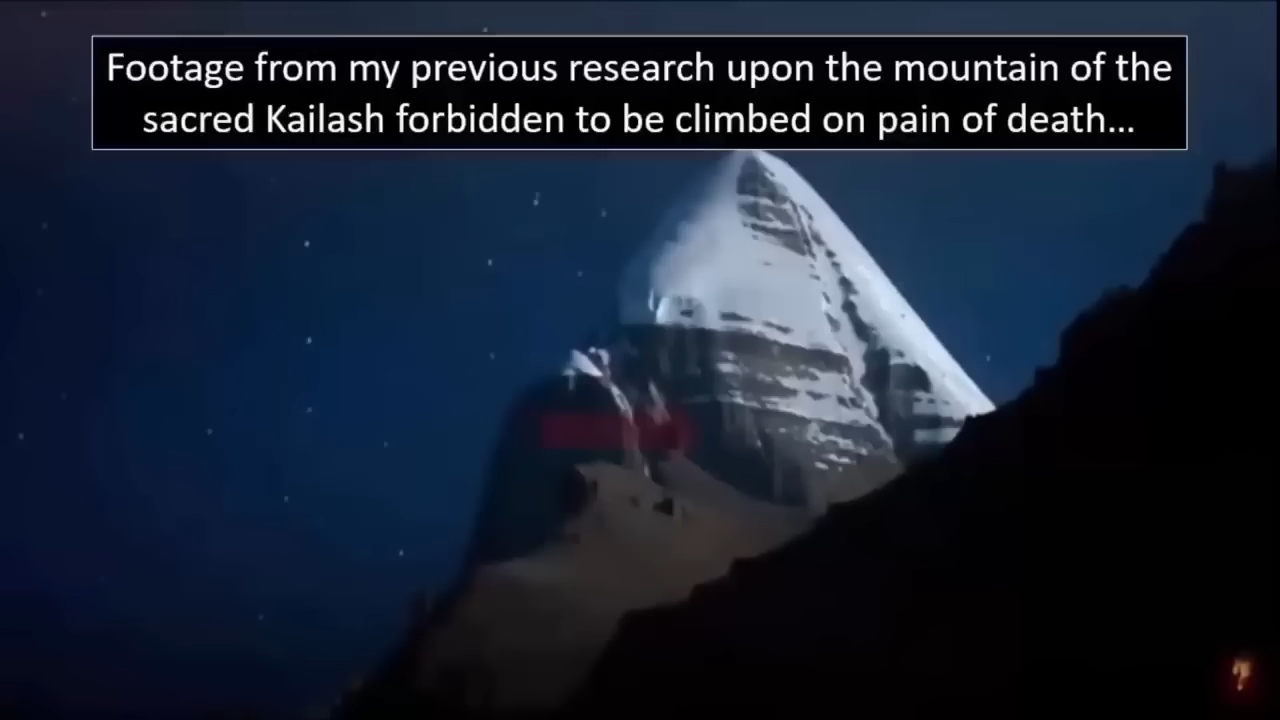 Footage from my previous research upon the mountain of the
sacred Kailash forbidden to be climbed on pain of death...
?